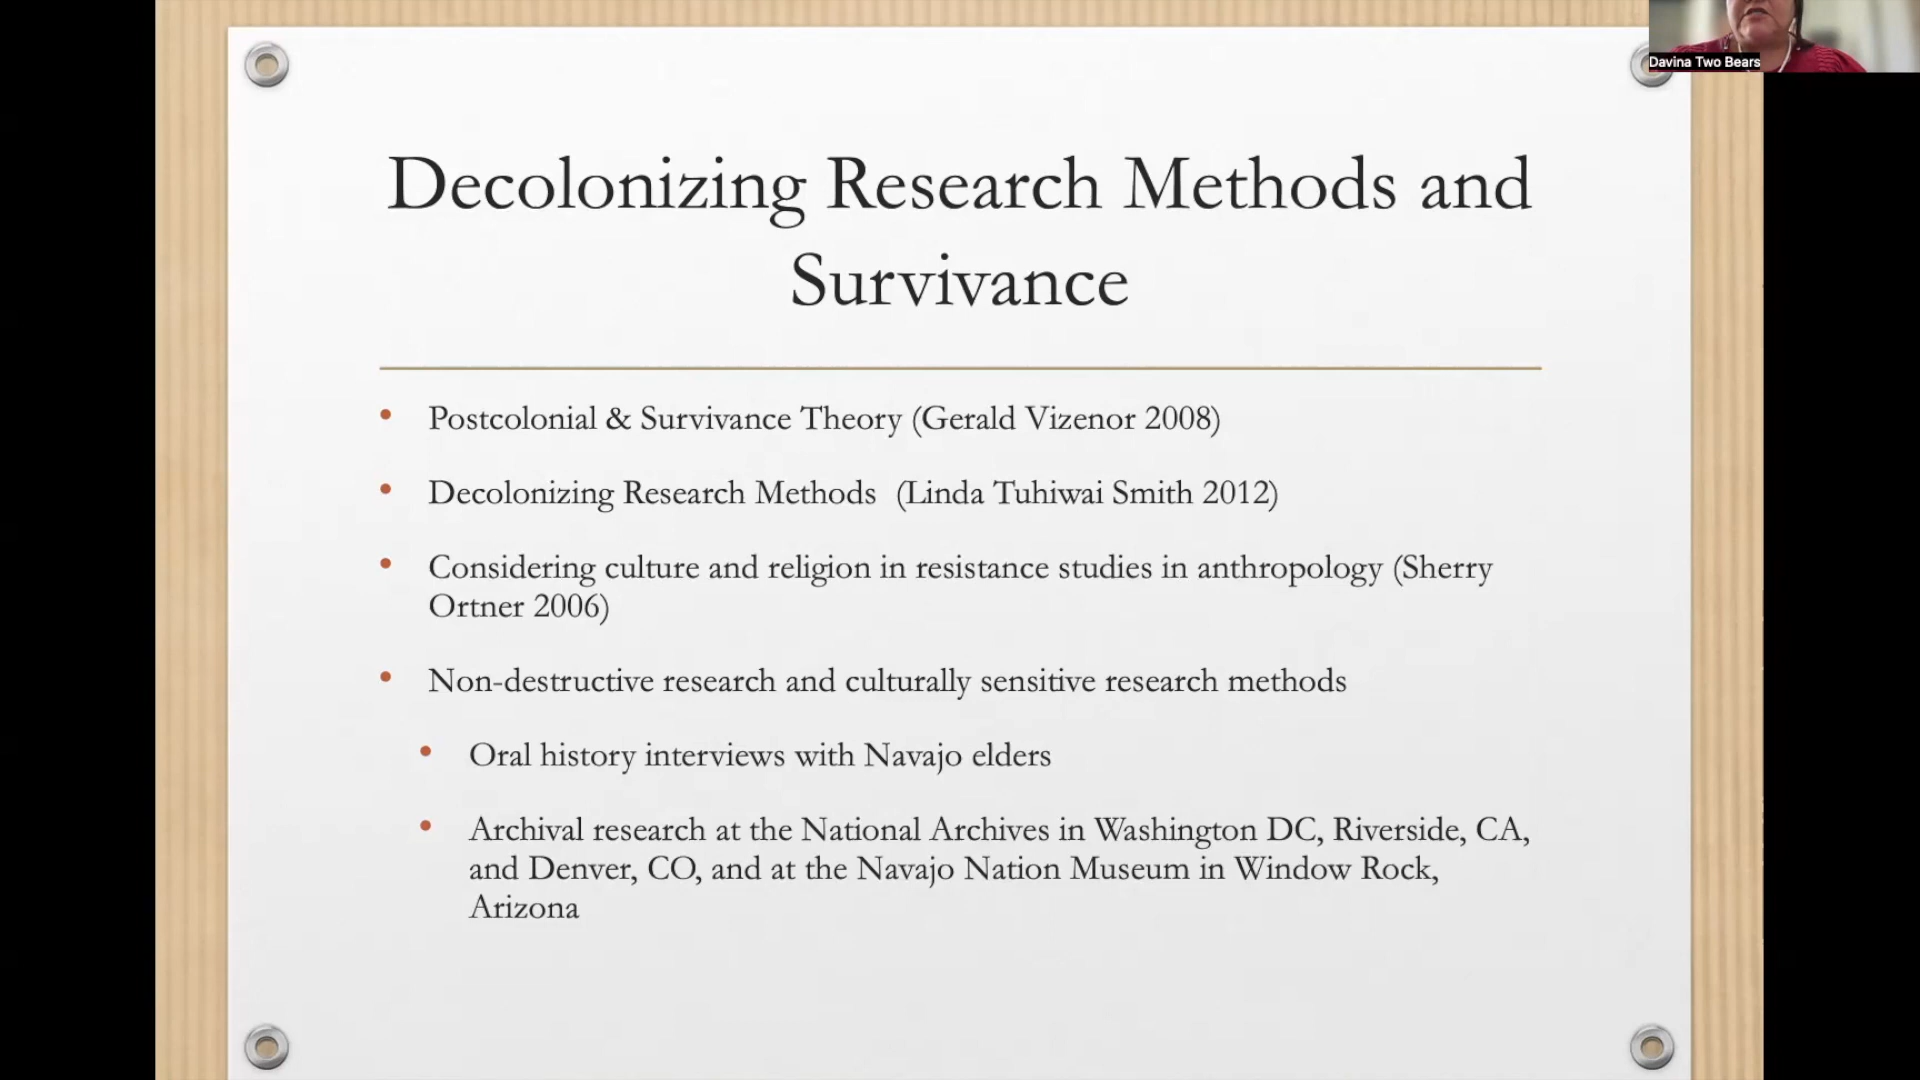 Davina Two Bears
Decolonizing Research Methods and
Survivance
• Postcolonial & Survivance Theory (Gerald Vizenor 2008)
• Decolonizing Research Methods  (Linda Tuhiwai Smith 2012)
• Considering culture and religion in resistance studies in anthropology (Sherry
Ortner 2006)
• Non-destructive research and culturally sensitive research methods
• Oral history interviews with Navajo elders
• Archival research at the National Archives in Washington DC, Riverside, CA,
and Denver, CO, and at the Navajo Nation Museum in Window Rock,
Arizona